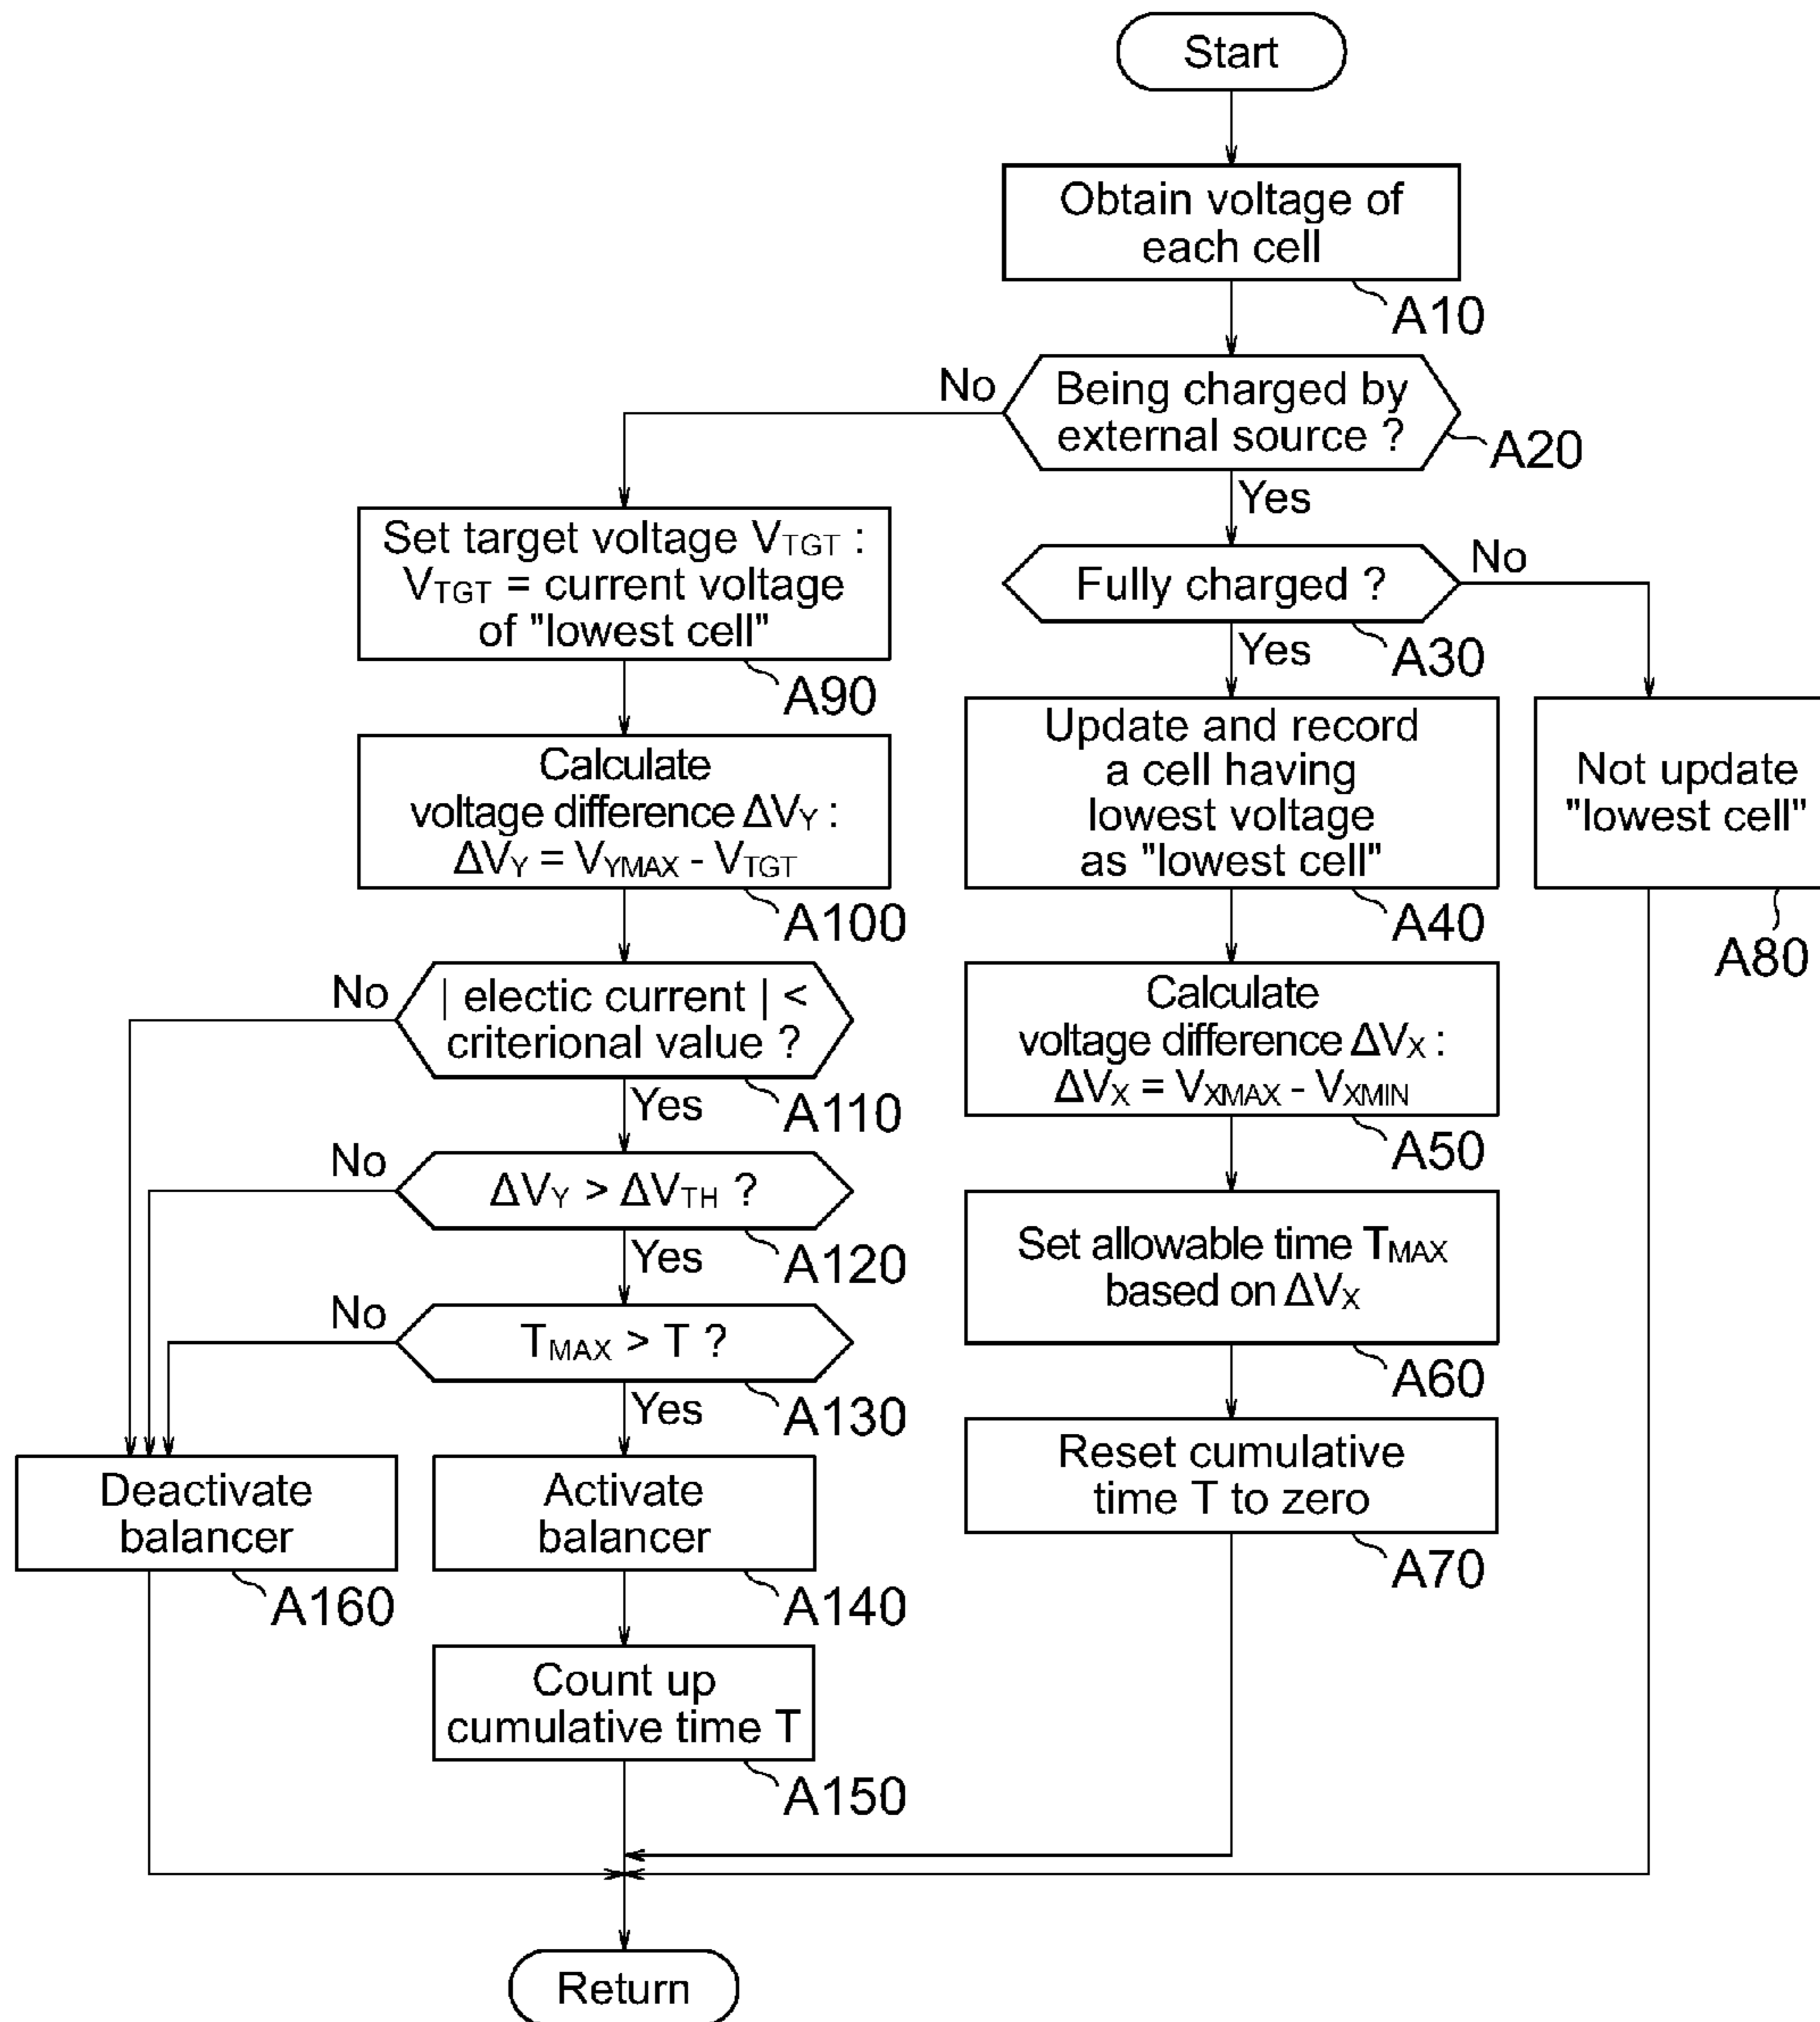 Start
Obtain voltage of
each cell
A10
Being charged by
external source ?
A20
No
Yes
Set target voltage VTGT :
VTGT = current voltage
of "lowest cell"
A90
Fully charged ?
A30
No
Yes
Calculate
voltage difference ΔVY :
ΔVY = VYMAX - VTGT
A100
Update and record
a cell having
lowest voltage
as "lowest cell"
A40
Not update
"lowest cell"
A80
| electic current | <
criterional value ?
A110
No
Yes
Calculate
voltage difference ΔVX :
ΔVX = VXMAX - VXMIN
A50
ΔVY > ΔVTH ?
A120
No
Yes
Set allowable time TMAX
based on ΔVX
A60
TMAX > T ?
A130
No
Yes
Reset cumulative
time T to zero
A70
Deactivate
balancer
A160
Activate
balancer
A140
Count up
cumulative time T
A150
Return